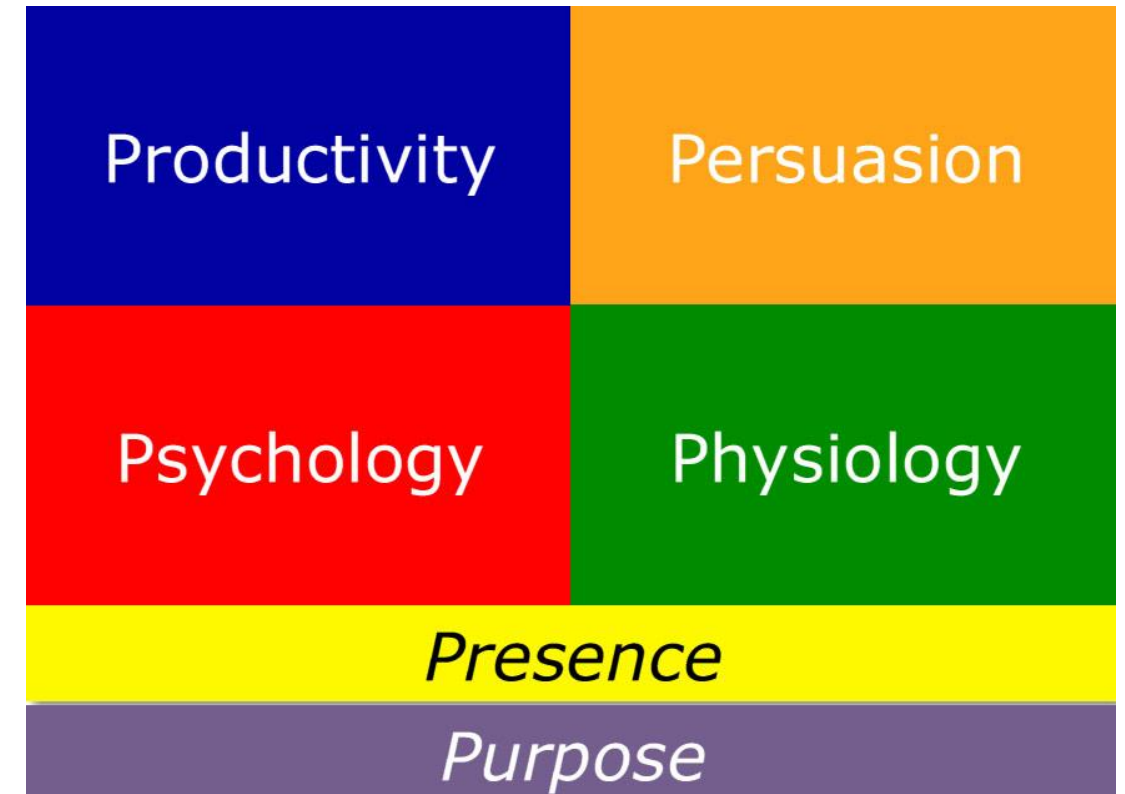 Productivity
Persuasion
Psychology
Physiology
Presence
Purpose